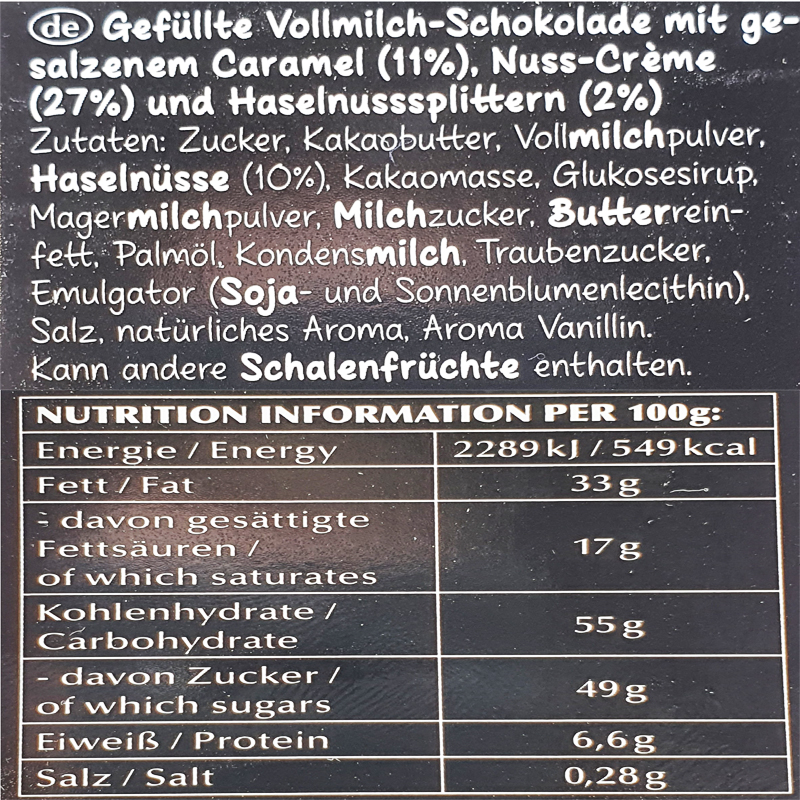 de Gefüllte Vollmilch-Schokolade mit ge-
salzenem Caramel (11%), Nuss-Crème
(27%) und Haselnusssplittern (2%)
Zutaten: Zucker, Kakaobutter, Vollmilchpulver,
Haselnüsse (10%), Kakaomasse, Glukosesirup,
Magermilchpulver, Milchzucker, Butterrein-
fett, Palmöl, Kondensmilch, Traubenzucker,
Emulgator (Soja- und Sonnenblumenlecithin),
Salz, natürliches Aroma, Aroma Vanillin.
Kann andere Schalenfrüchte enthalten.
NUTRITION INFORMATION PER 100g:
Energie / Energy 2289 kJ / 549 kcal
Fett / Fat 33 g
- davon gesättigte
Fettsäuren / 17 g
of which saturates
Kohlenhydrate /
Carbohydrate 55 g
- davon Zucker /
of which sugars 49 g
Eiweiß / Protein 6,6 g
Salz / Salt 0,28 g